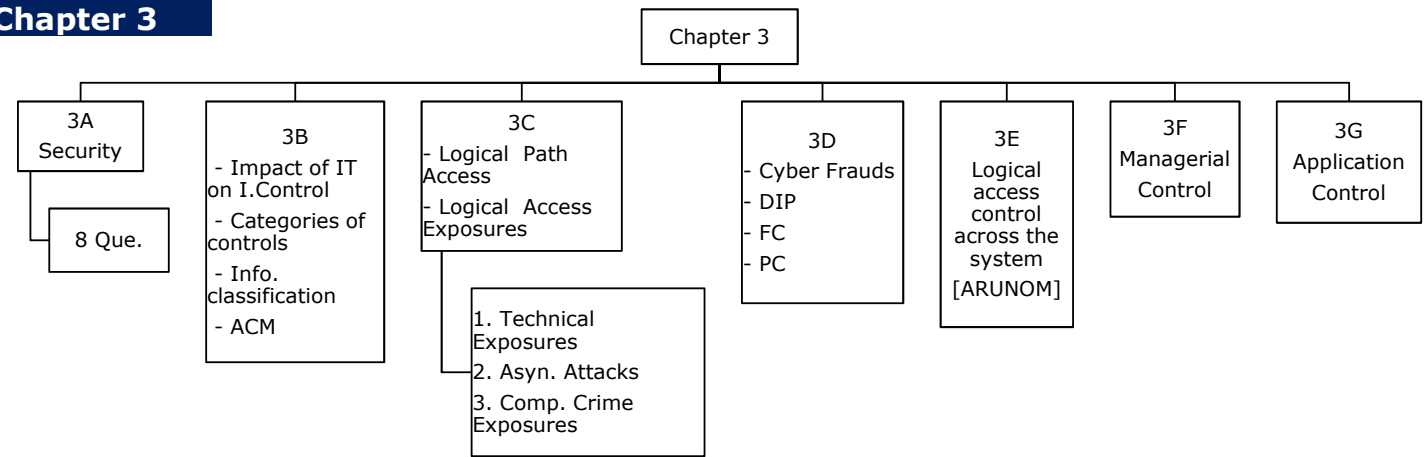 Chapter 3
Chapter 3
3A
Security
8 Que.
3B
- Impact of IT
on I.Control
- Categories of
controls
- Info.
classification
- ACM
3C
- Logical Path
Access
- Logical Access
Exposures
1. Technical
Exposures
2. Asyn. Attacks
3. Comp. Crime
Exposures
3D
- Cyber Frauds
- DIP
- FC
- PC
3E
Logical
access
control
across the
system
[ARUNOM]
3F
Managerial
Control
3G
Application
Control